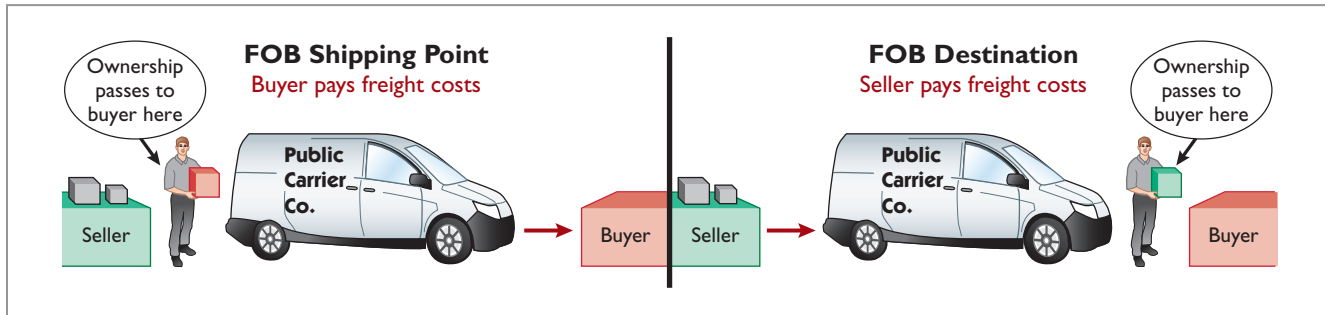 FOB Shipping Point
Buyer pays freight costs
Ownership
passes to
buyer here
Public
Carrier
Co.
Seller
Buyer
FOB Destination
Seller pays freight costs
Ownership
passes to
buyer here
Public
Carrier
Co.
Seller
Buyer